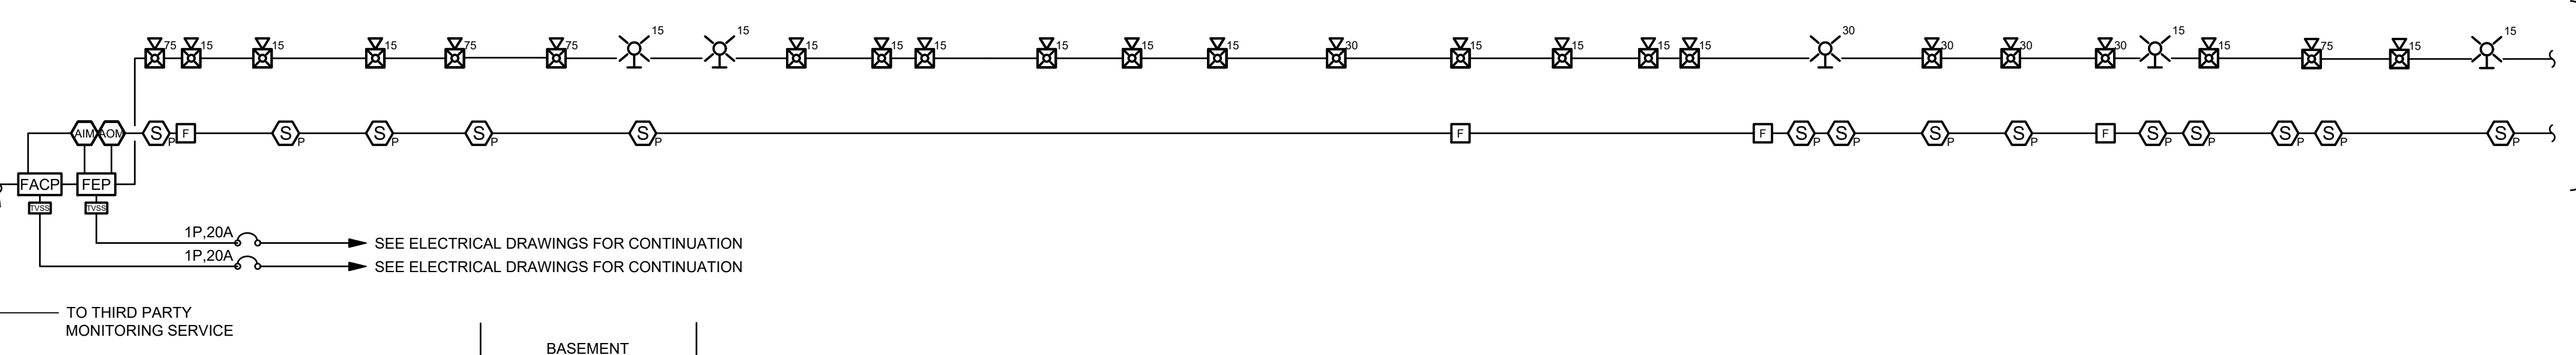 75 15 15 15 75 75 15 15 15 15 15 15 15 15 30 15 15 15 15 30 30 30 30 15 15 75 15 15
AIM AOM S P F S P S P S P S P F F S P S P S P S P F S P S P S P S P S P
FACP FEP
TVSS TVSS
1P,20A SEE ELECTRICAL DRAWINGS FOR CONTINUATION
1P,20A SEE ELECTRICAL DRAWINGS FOR CONTINUATION
TO THIRD PARTY
MONITORING SERVICE
BASEMENT